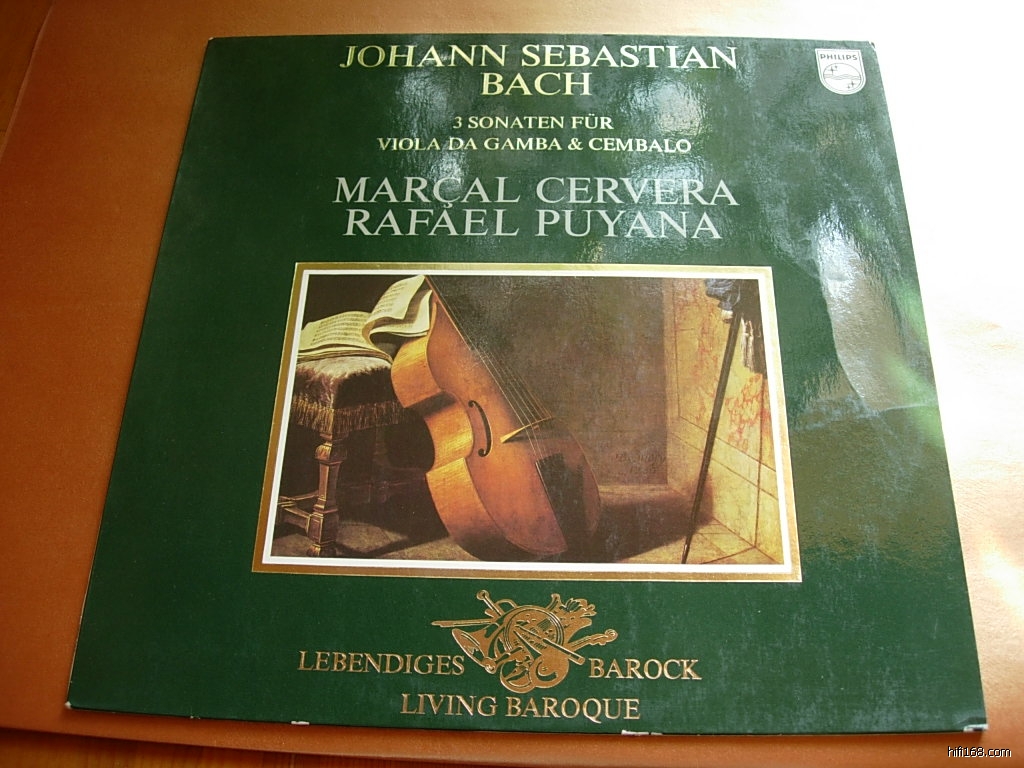 JOHANN SEBASTIAN
BACH
PHILIPS
3 SONATEN FÜR
VIOLA DA GAMBA & CEMBALO
MARÇAL CERVERA
RAFAEL PUYANA
LEBENDIGES BAROCK
LIVING BAROQUE
hifi168.com